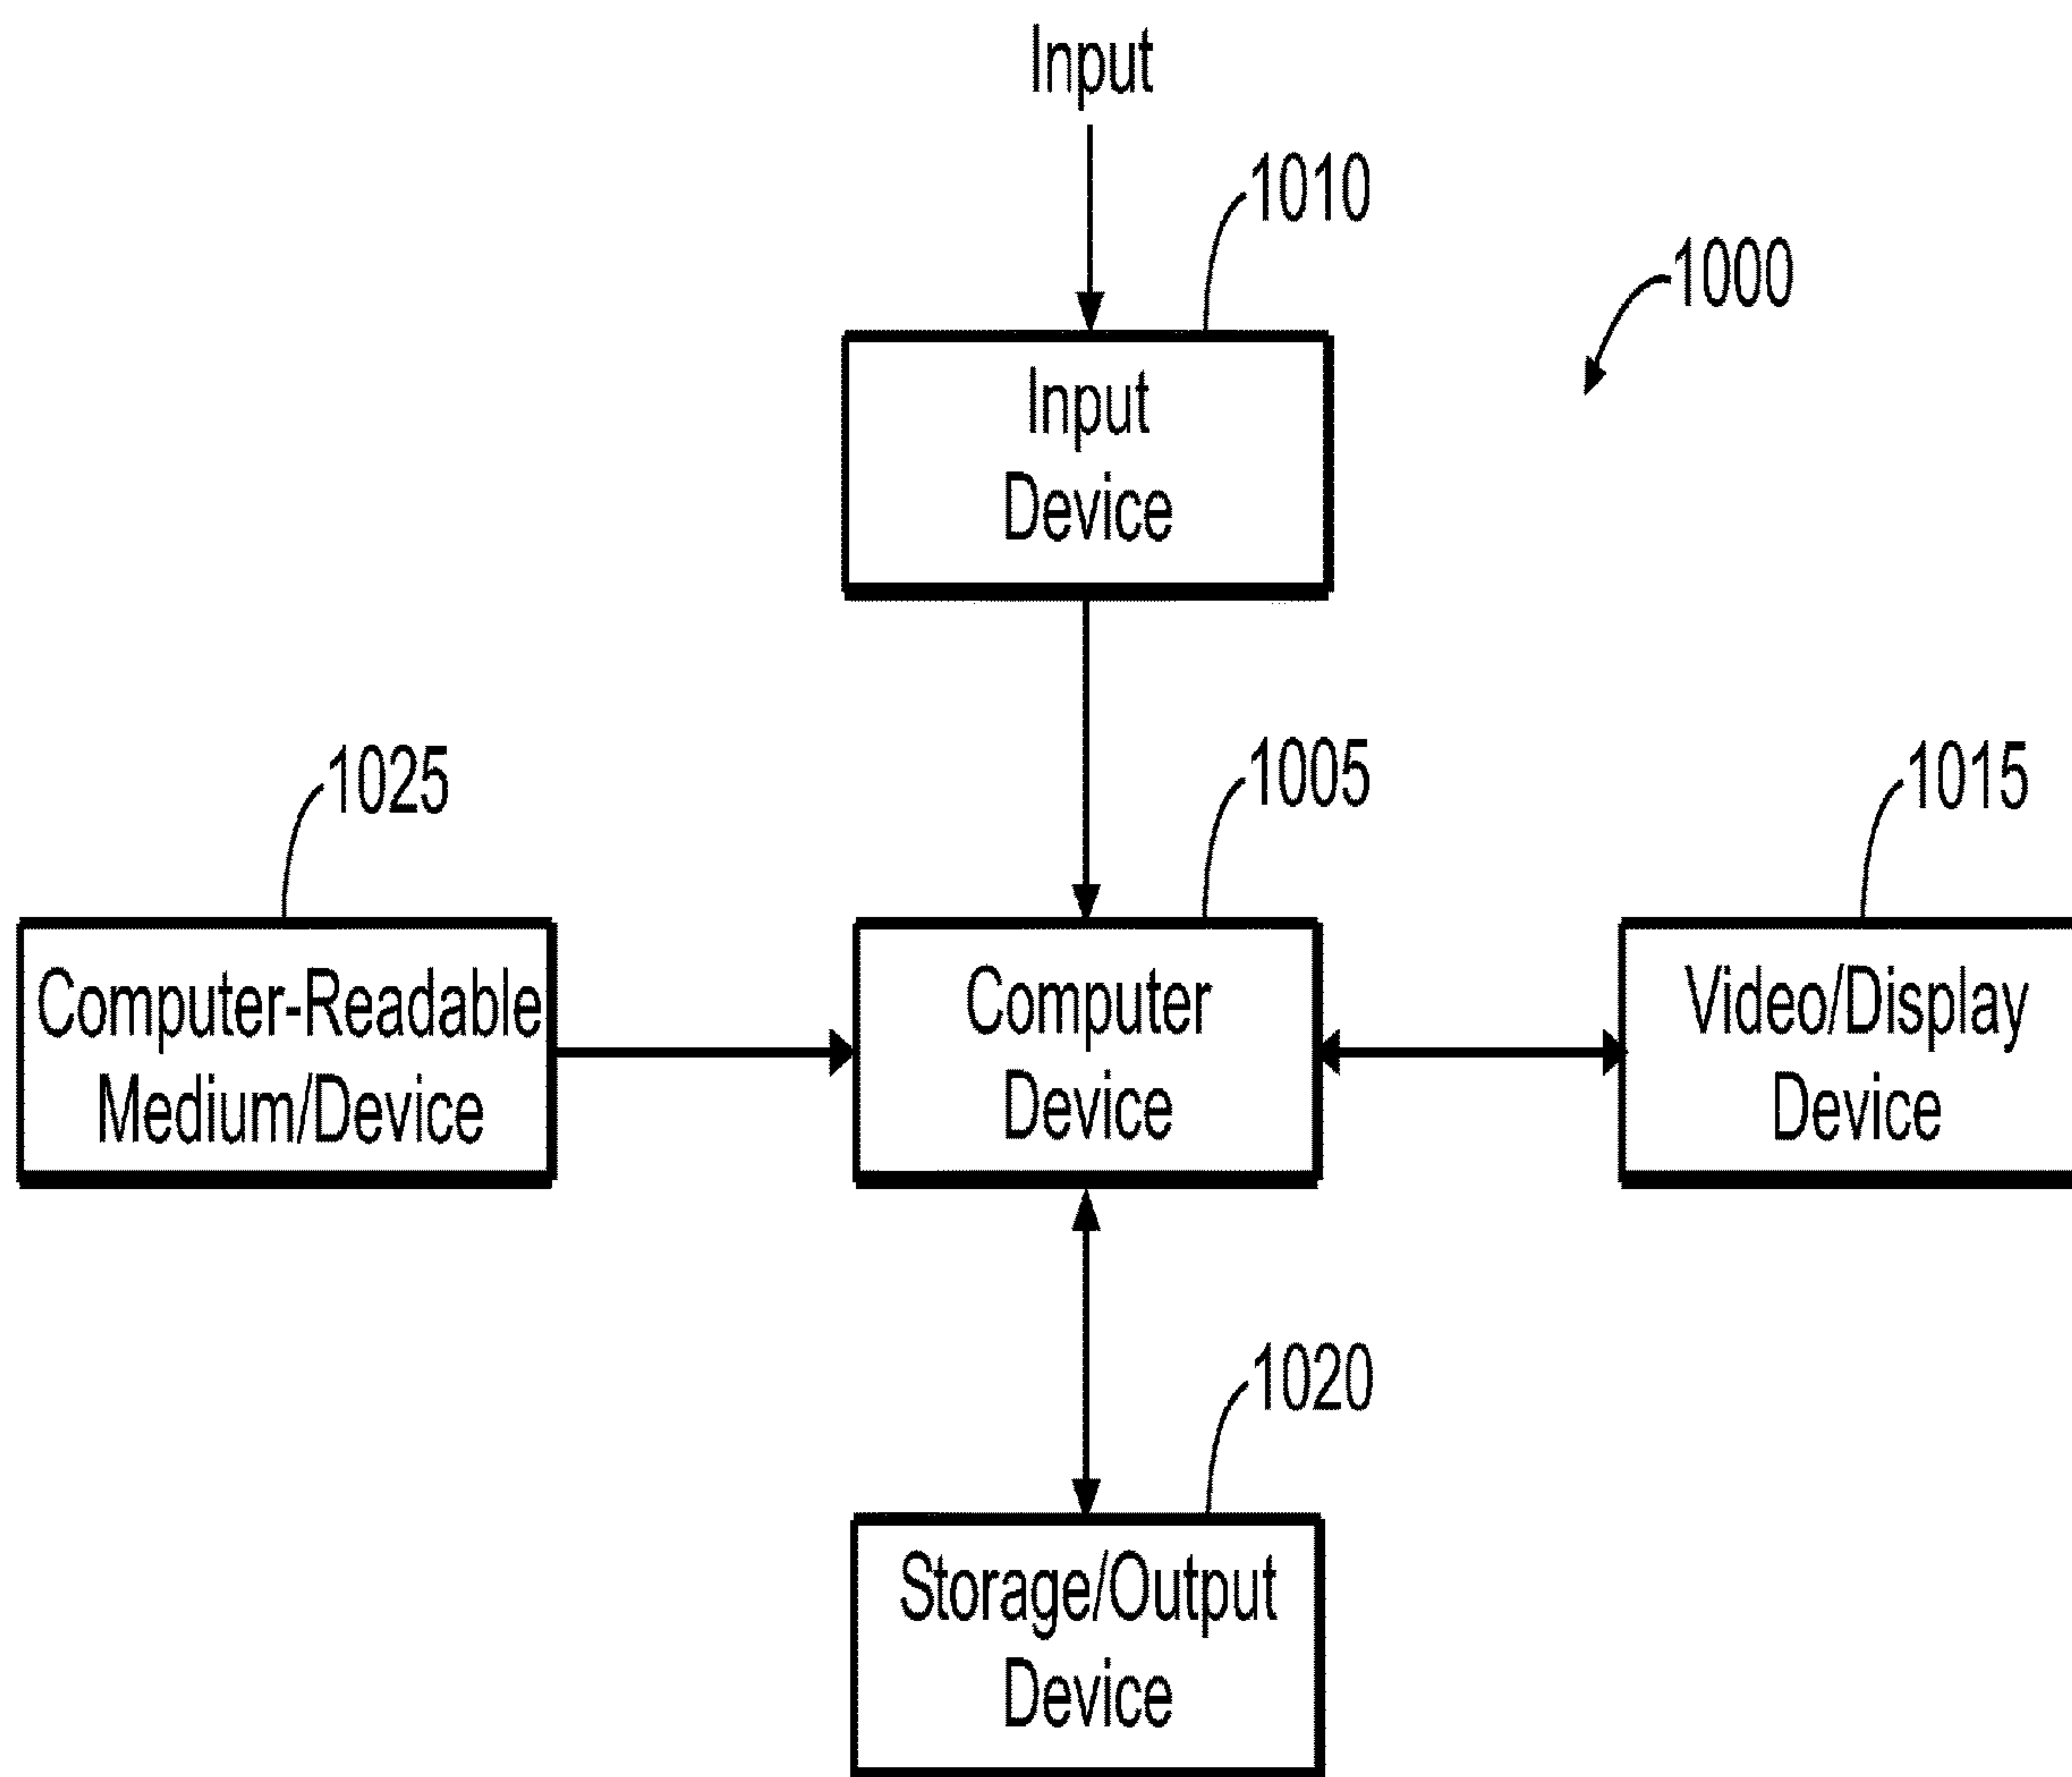 Input
1010
1000
Input
Device
1025
1005
1015
Computer-Readable
Medium/Device
Computer
Device
Video/Display
Device
1020
Storage/Output
Device